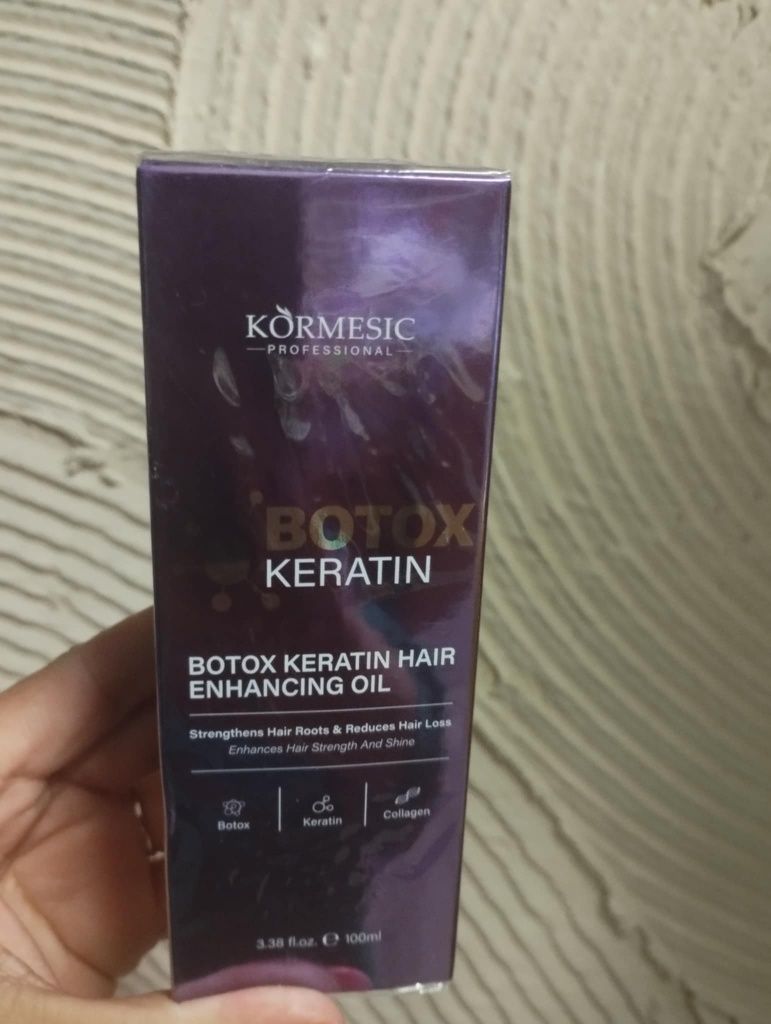 KORMESIC
PROFESSIONAL
BOTOX
KERATIN
BOTOX KERATIN HAIR
ENHANCING OIL
Strengthens Hair Roots & Reduces Hair Loss
Enhances Hair Strength And Shine
Botox
Keratin
Collagen
3.38 fl.oz. ℮ 100ml